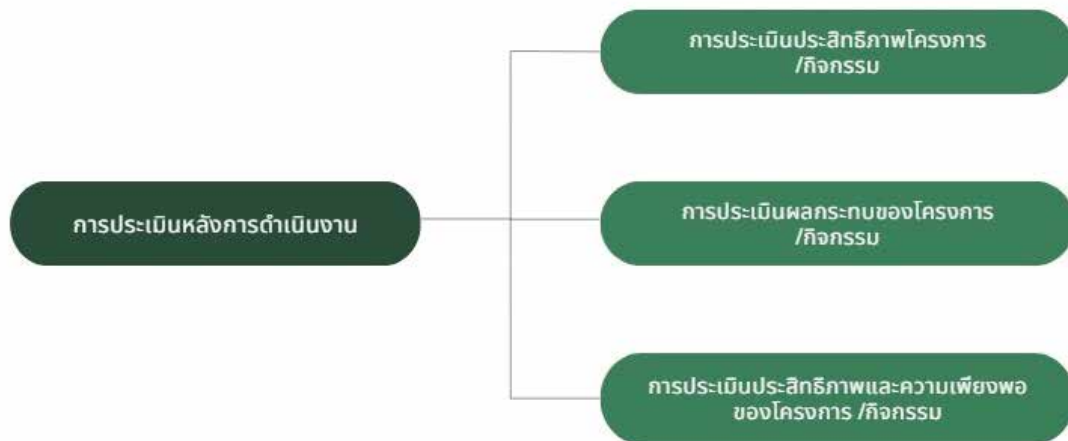 การประเมินประสิทธิภาพโครงการ
/กิจกรรม
การประเมินหลังการดำเนินงาน
การประเมินผลกระทบของโครงการ
/กิจกรรม
การประเมินประสิทธิภาพและความเพียงพอ
ของโครงการ /กิจกรรม